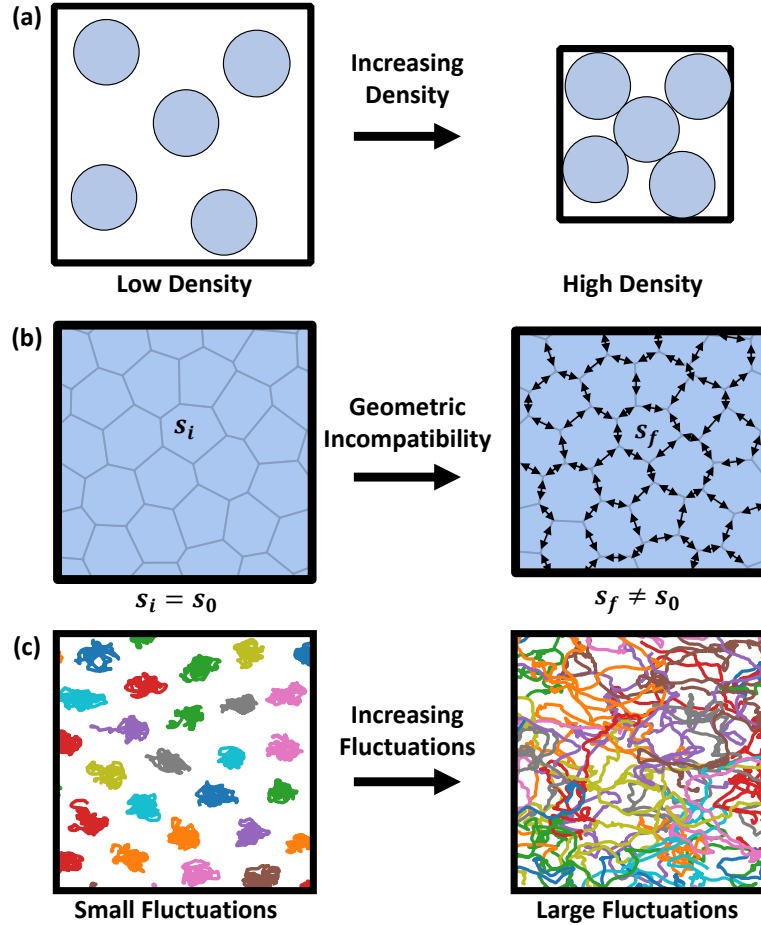 (a)
Increasing
Density
Low Density
High Density
(b)
s_i
Geometric
Incompatibility
s_f
s_i = s_0
s_f ≠ s_0
(c)
Increasing
Fluctuations
Small Fluctuations
Large Fluctuations